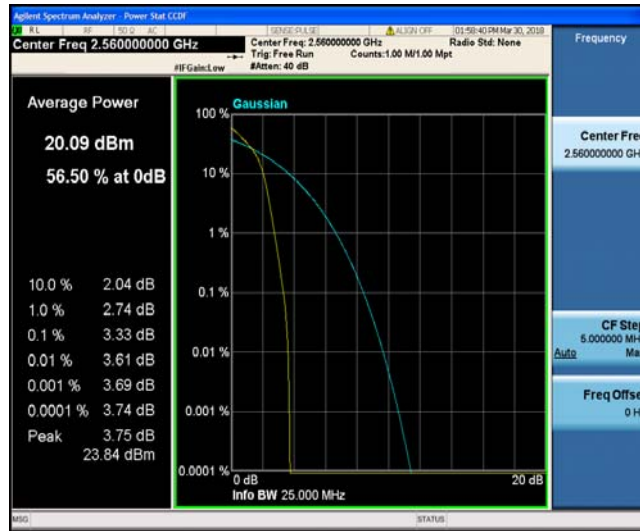 Agilent Spectrum Analyzer - Power Stat CCDF
RL RF 50 Ω AC SENSE:PULSE ALIGN OFF 01:58:40 PM Mar 30, 2018
Center Freq 2.560000000 GHz
Center Freq: 2.560000000 GHz Radio Std: None
Trig: Free Run Counts:1.00 M/1.00 Mpt
#IFGain:Low #Atten: 40 dB
Frequency
Average Power
20.09 dBm
56.50 % at 0dB
10.0 % 2.04 dB
1.0 % 2.74 dB
0.1 % 3.33 dB
0.01 % 3.61 dB
0.001 % 3.69 dB
0.0001 % 3.74 dB
Peak 3.75 dB
23.84 dBm
Gaussian
100 %
10 %
1 %
0.1 %
0.01 %
0.001 %
0.0001 %
0 dB 20 dB
Info BW 25.000 MHz
Center Fre
2.560000000 GH
CF Step
5.000000 MH
Auto Ma
Freq Offse
0 H
MSG STATUS